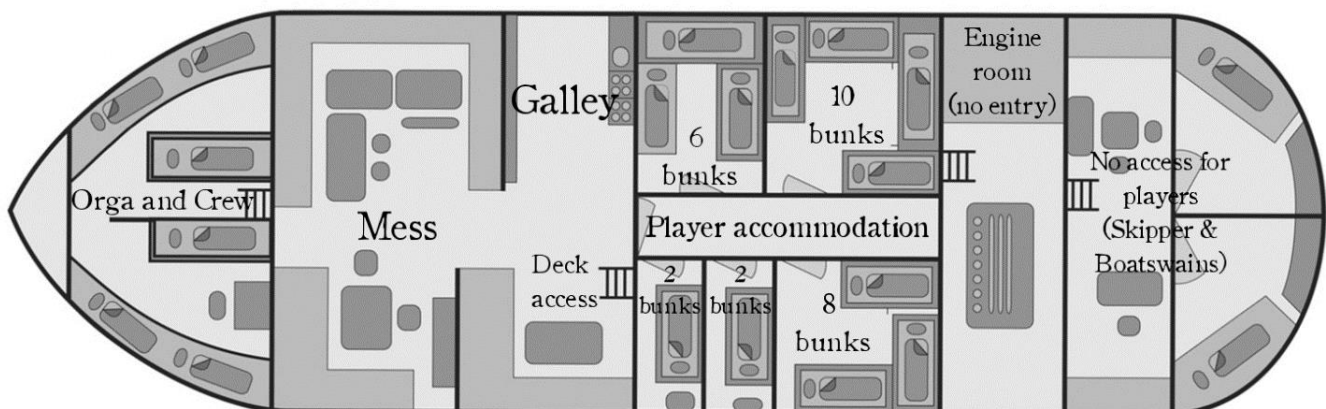 Orga and Crew
Mess
Galley
Deck
access
6
bunks
10
bunks
Player accommodation
2
bunks
2
bunks
8
bunks
Engine
room
(no entry)
No access for
players
(Skipper &
Boatswains)